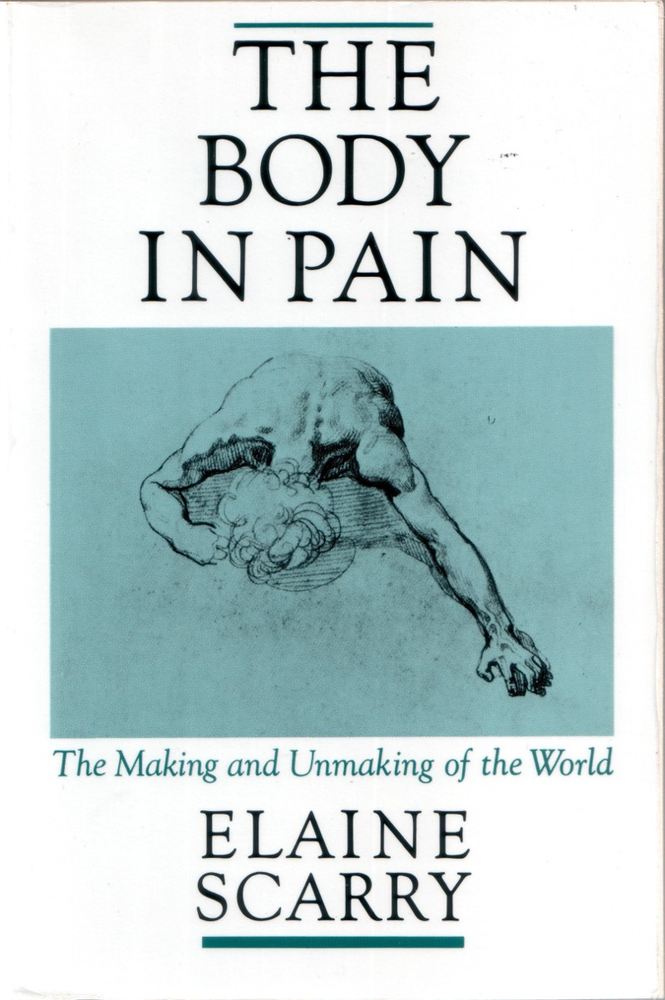 THE
BODY
IN PAIN
The Making and Unmaking of the World
ELAINE
SCARRY